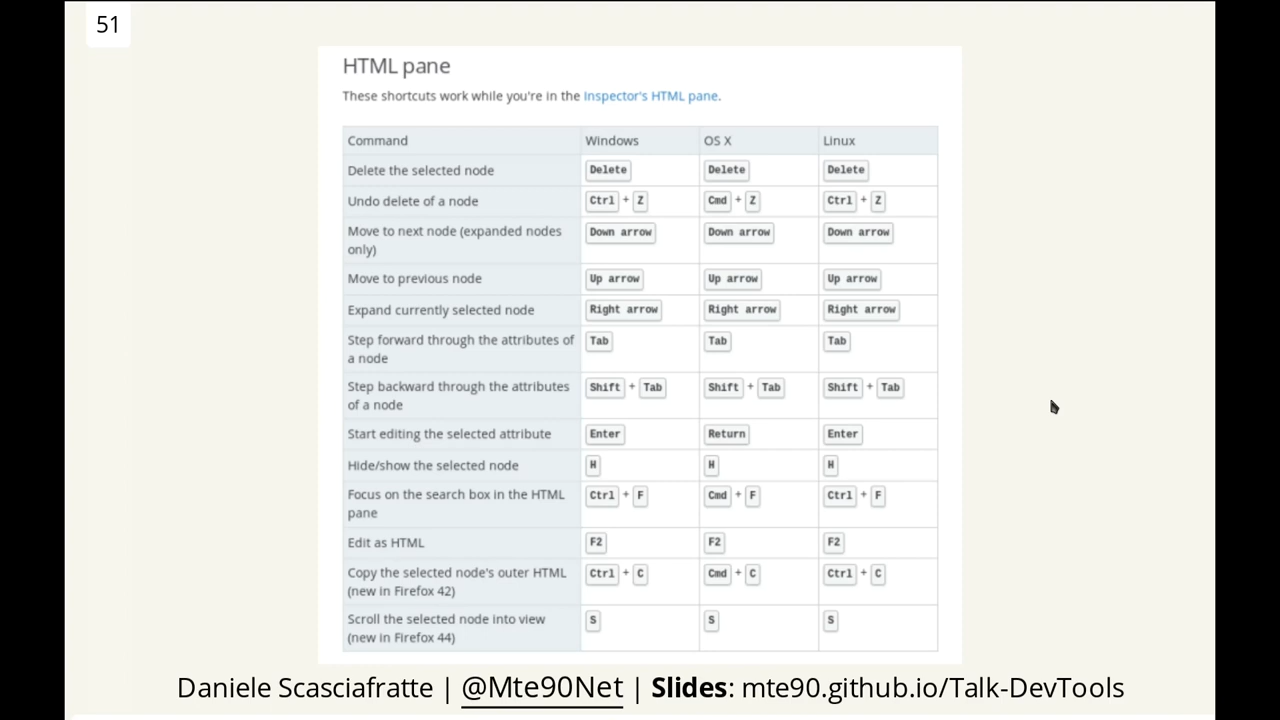 51
HTML pane
These shortcuts work while you're in the Inspector's HTML pane.
Command Windows OS X Linux
Delete the selected node Delete Delete Delete
Undo delete of a node Ctrl + Z Cmd + Z Ctrl + Z
Move to next node (expanded nodes
only) Down arrow Down arrow Down arrow
Move to previous node Up arrow Up arrow Up arrow
Expand currently selected node Right arrow Right arrow Right arrow
Step forward through the attributes of
a node Tab Tab Tab
Step backward through the attributes
of a node Shift + Tab Shift + Tab Shift + Tab
Start editing the selected attribute Enter Return Enter
Hide/show the selected node H H H
Focus on the search box in the HTML
pane Ctrl + F Cmd + F Ctrl + F
Edit as HTML F2 F2 F2
Copy the selected node's outer HTML
(new in Firefox 42) Ctrl + C Cmd + C Ctrl + C
Scroll the selected node into view
(new in Firefox 44) S S S
Daniele Scasciafratte | @Mte90Net | Slides: mte90.github.io/Talk-DevTools